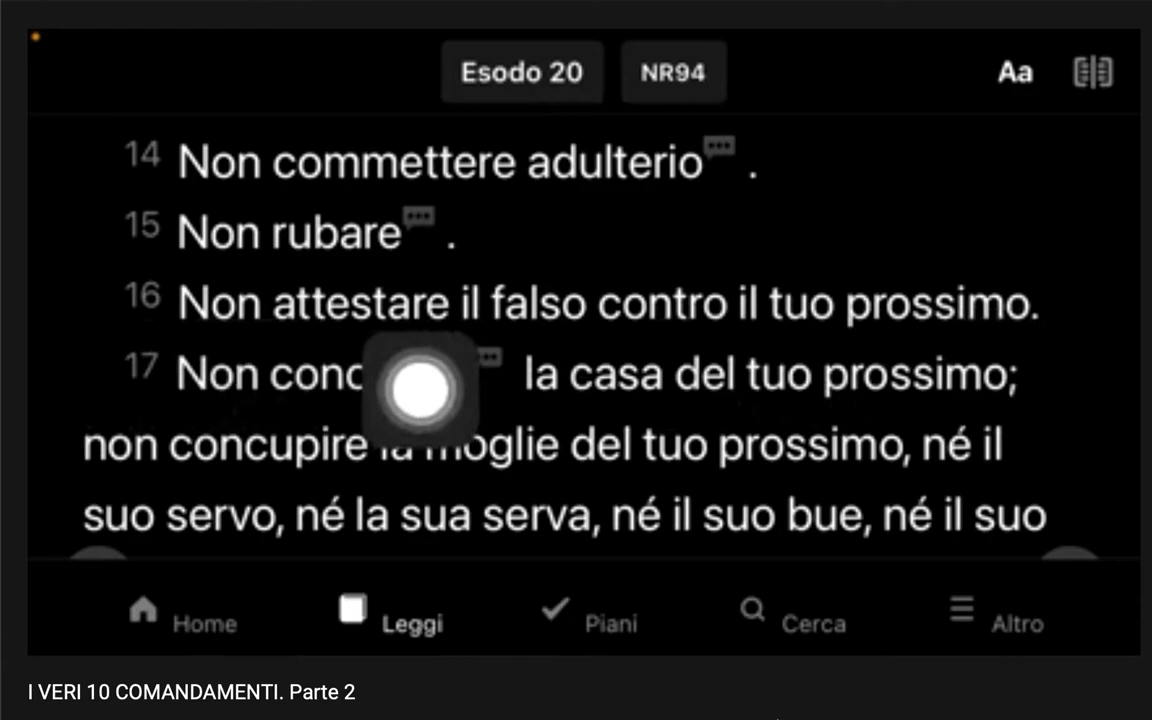 Esodo 20 NR94 Aa
14 Non commettere adulterio .
15 Non rubare .
16 Non attestare il falso contro il tuo prossimo.
17 Non la casa del tuo prossimo;
non concupire moglie del tuo prossimo, né il
suo servo, né la sua serva, né il suo bue, né il suo
Home Leggi Piani Cerca Altro
I VERI 10 COMANDAMENTI. Parte 2